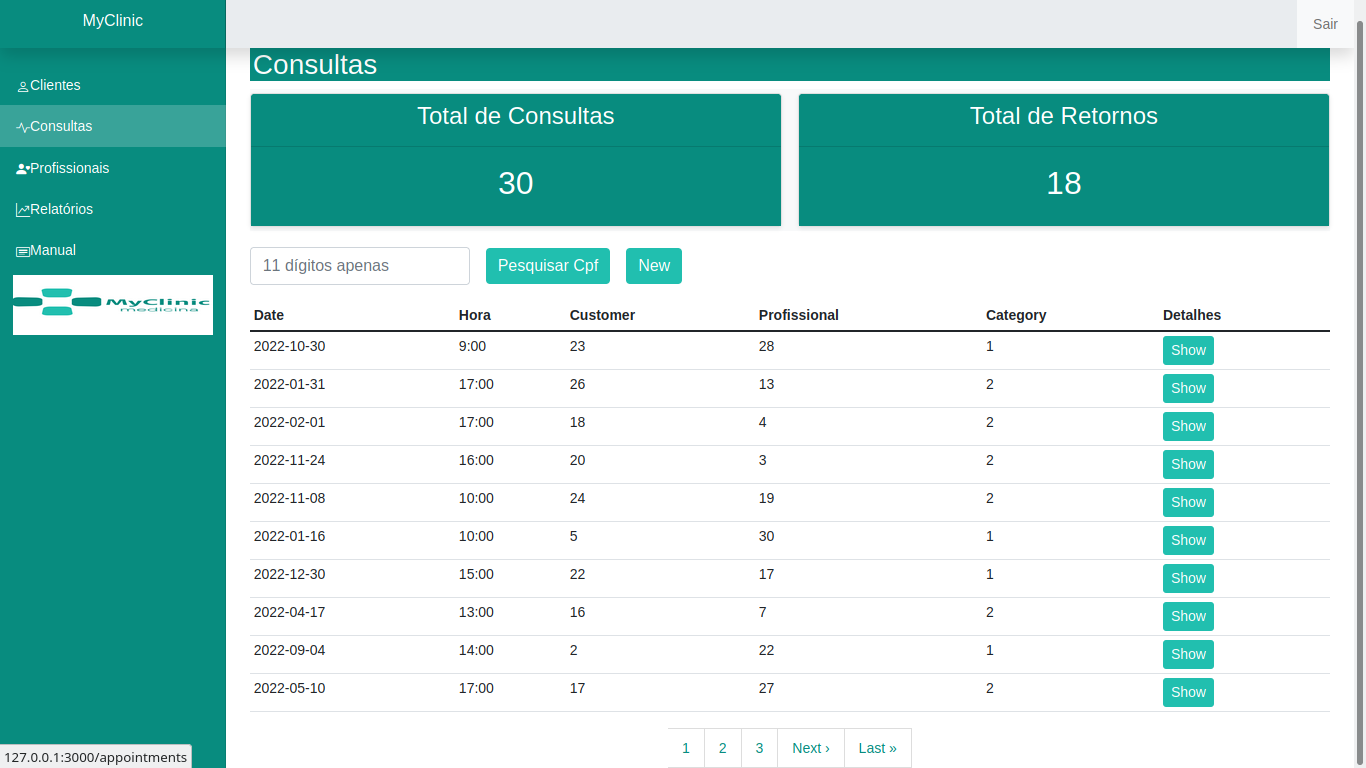 MyClinic
Sair
Clientes
Consultas
Profissionais
Relatórios
Manual
MyClinic
medicina
Consultas
Total de Consultas
30
Total de Retornos
18
11 dígitos apenas Pesquisar Cpf New
Date Hora Customer Profissional Category Detalhes
2022-10-30 9:00 23 28 1 Show
2022-01-31 17:00 26 13 2 Show
2022-02-01 17:00 18 4 2 Show
2022-11-24 16:00 20 3 2 Show
2022-11-08 10:00 24 19 2 Show
2022-01-16 10:00 5 30 1 Show
2022-12-30 15:00 22 17 1 Show
2022-04-17 13:00 16 7 2 Show
2022-09-04 14:00 2 22 1 Show
2022-05-10 17:00 17 27 2 Show
1 2 3 Next › Last »
127.0.0.1:3000/appointments